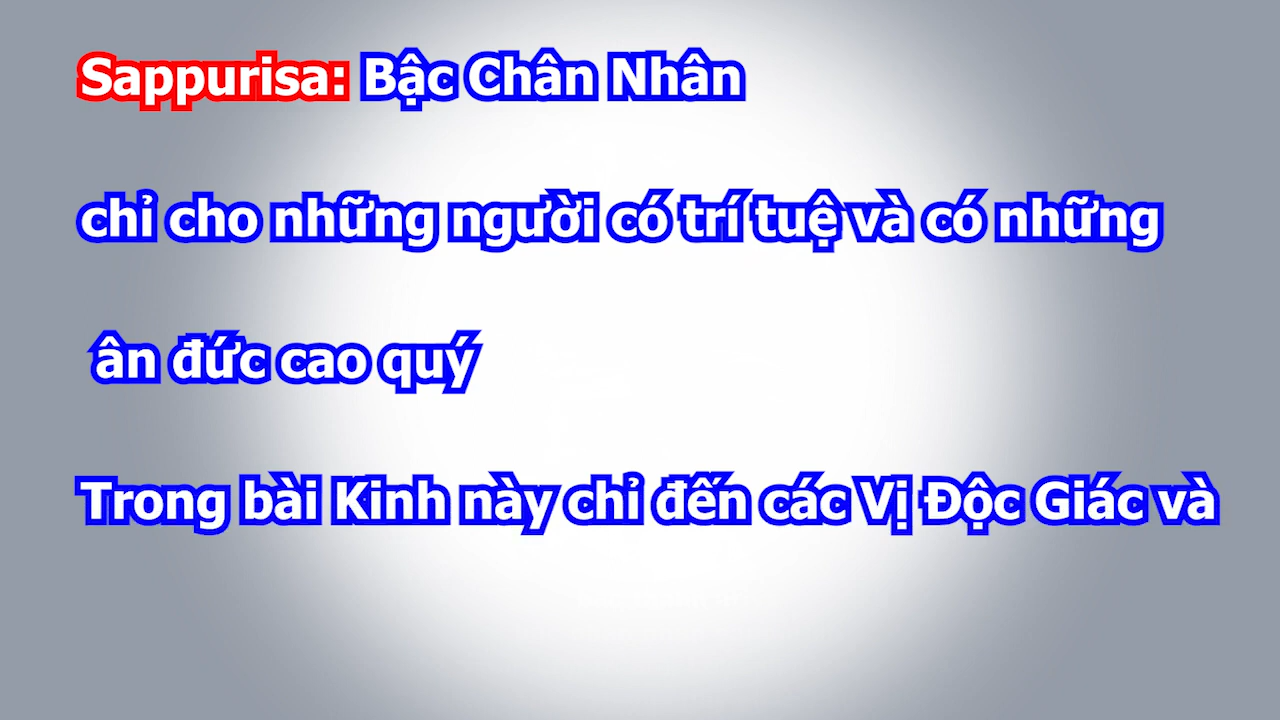 Sappurisa: Bậc Chân Nhân
chỉ cho những người có trí tuệ và có những
ân đức cao quý
Trong bài Kinh này chỉ đến các Vị Độc Giác và